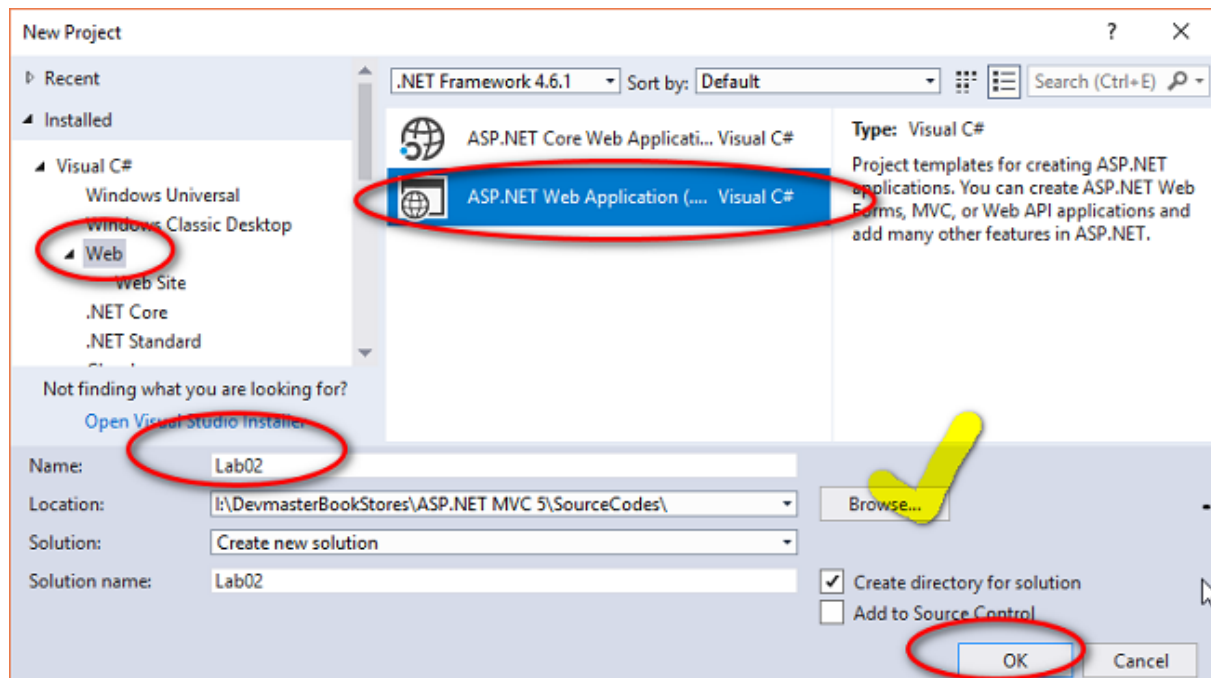 New Project
Recent
Installed
Visual C#
Windows Universal
Windows Classic Desktop
Web
Web Site
.NET Core
.NET Standard
Not finding what you are looking for?
Open Visual Studio Installer
.NET Framework 4.6.1
Sort by: Default
Search (Ctrl+E)
ASP.NET Core Web Applicati... Visual C#
ASP.NET Web Application (.... Visual C#
Type: Visual C#
Project templates for creating ASP.NET
applications. You can create ASP.NET Web
Forms, MVC, or Web API applications and
add many other features in ASP.NET.
Name: Lab02
Location: I:\DevmasterBookStores\ASP.NET MVC 5\SourceCodes\
Browse...
Solution: Create new solution
Solution name: Lab02
Create directory for solution
Add to Source Control
OK Cancel